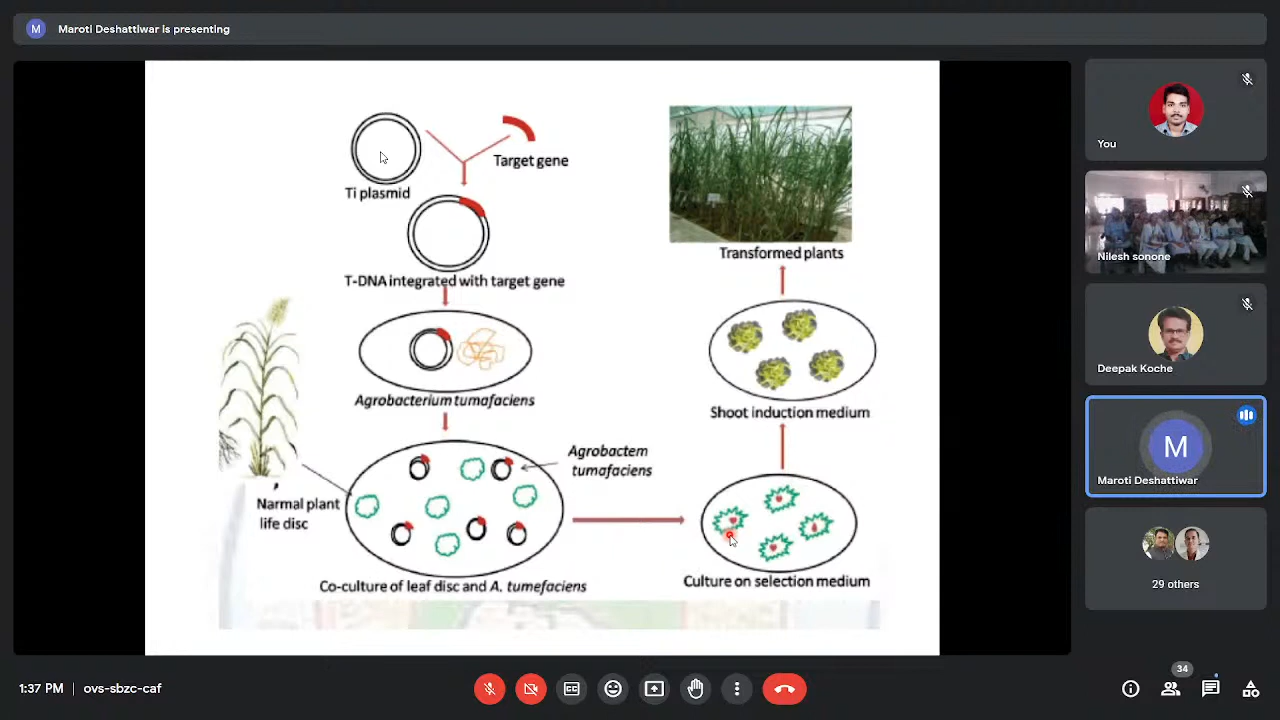 M
Maroti Deshattiwar is presenting
Ti plasmid
Target gene
T-DNA integrated with target gene
Agrobacterium tumafaciens
Agrobactem
tumafaciens
Narmal plant
life disc
Co-culture of leaf disc and A. tumefaciens
Transformed plants
Shoot induction medium
Culture on selection medium
You
Nilesh sonone
Deepak Koche
M
Maroti Deshattiwar
29 others
1:37 PM | ovs-sbzc-caf
34